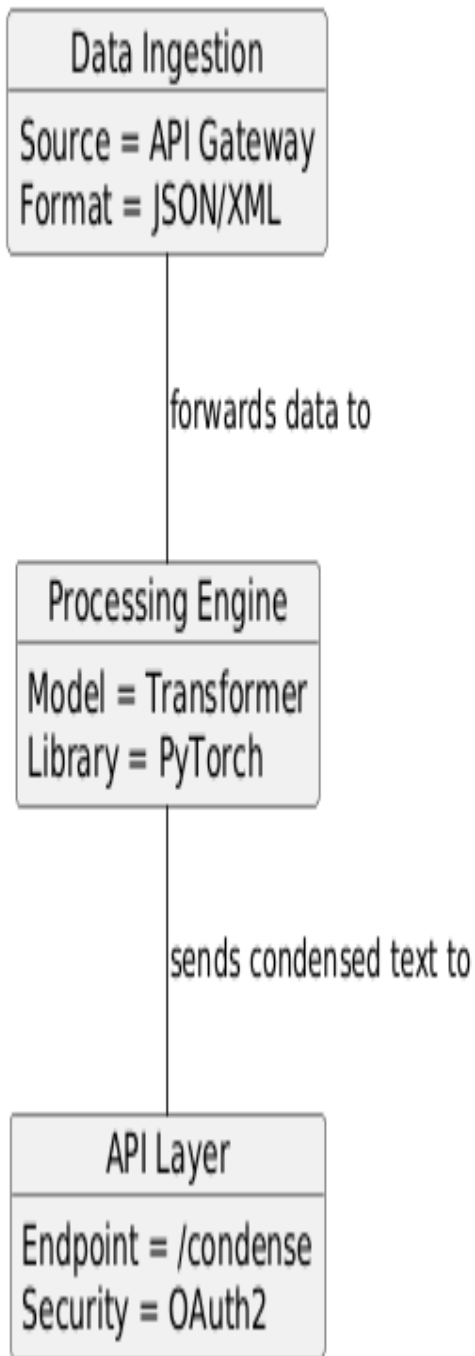 Data Ingestion
Source = API Gateway
Format = JSON/XML
forwards data to
Processing Engine
Model = Transformer
Library = PyTorch
sends condensed text to
API Layer
Endpoint = /condense
Security = OAuth2